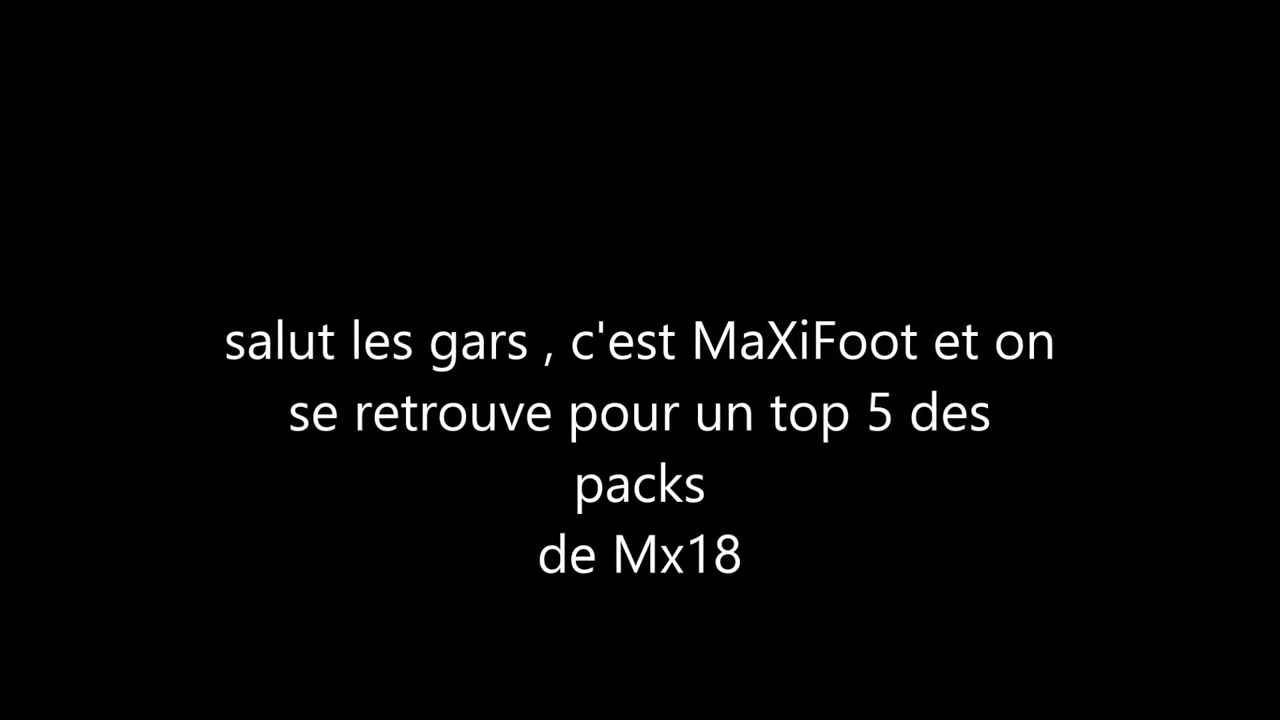 salut les gars , c'est MaXiFoot et on
se retrouve pour un top 5 des
packs
de Mx18